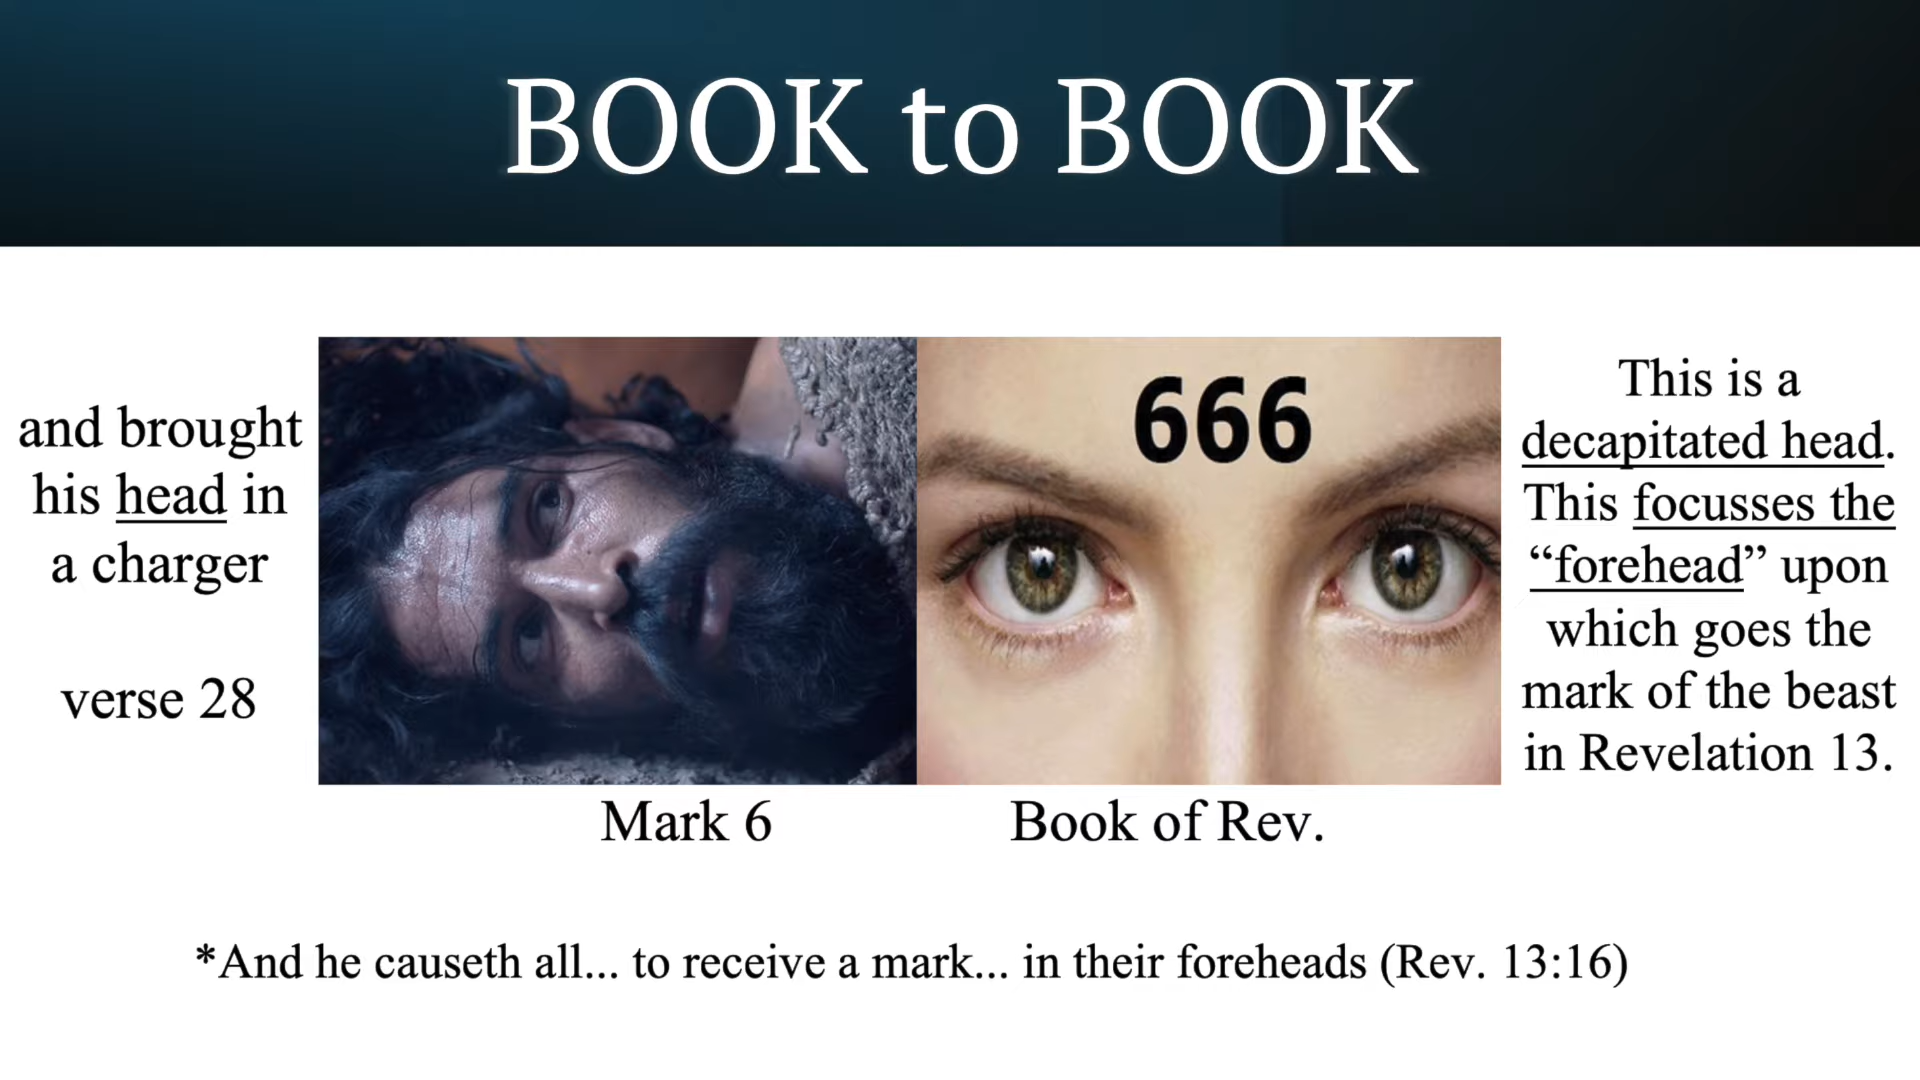 BOOK to BOOK
and brought
his head in
a charger
verse 28
666
This is a
decapitated head.
This focusses the
“forehead” upon
which goes the
mark of the beast
in Revelation 13.
Mark 6
Book of Rev.
*And he causeth all... to receive a mark... in their foreheads (Rev. 13:16)